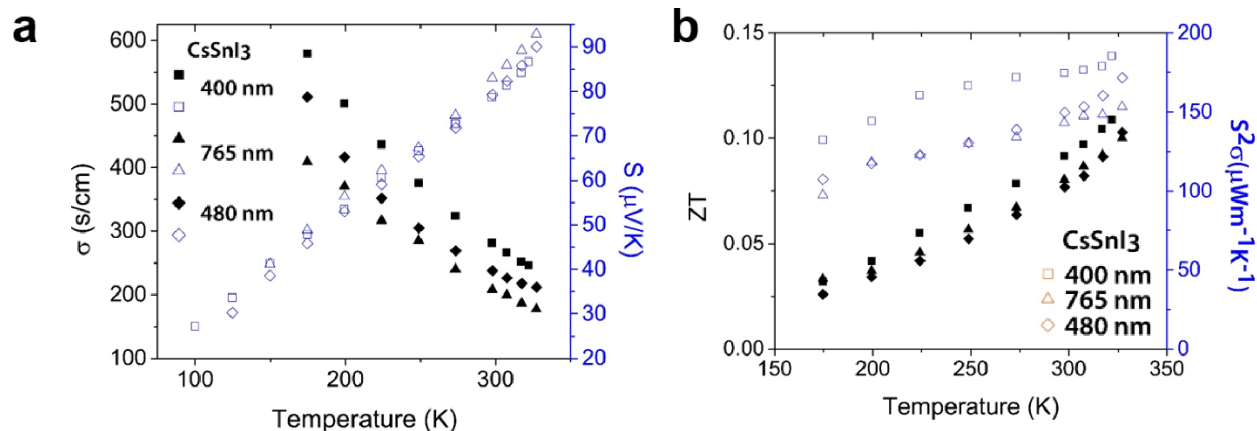 a
600
500
400
300
200
100
σ (s/cm)
CsSnI3
400 nm
765 nm
480 nm
90
80
70
60
50
40
30
20
S (μV/K)
100
200
300
Temperature (K)
b
0.15
0.10
0.05
0.00
ZT
CsSnI3
400 nm
765 nm
480 nm
200
150
100
50
0
S²σ(μWm⁻¹K⁻¹)
150
200
250
300
350
Temperature (K)